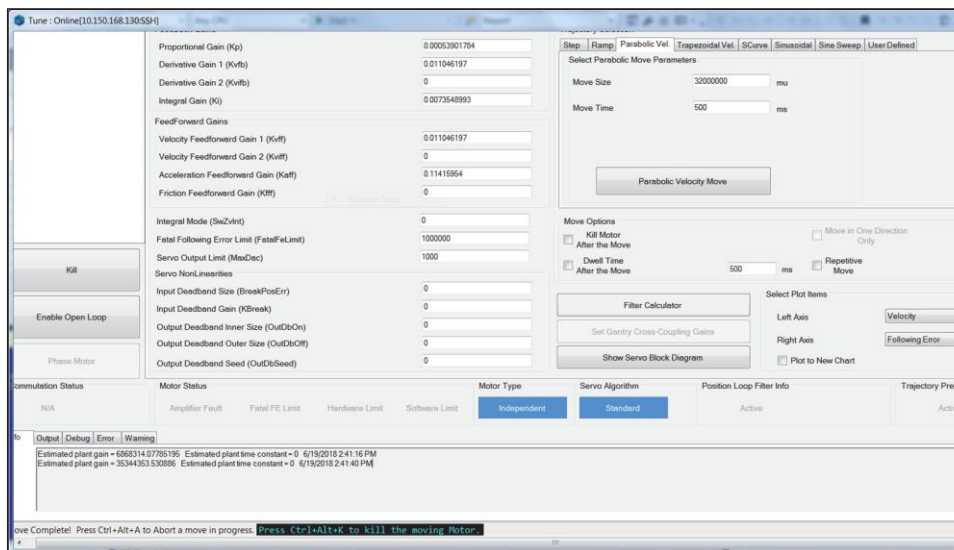 Tune : Online[10.150.168.130:SSH]
Proportional Gain (Kp) 0.00053901784
Derivative Gain 1 (Kvfb) 0.011046197
Derivative Gain 2 (Kvifb) 0
Integral Gain (Ki) 0.0073548993
FeedForward Gains
Velocity Feedforward Gain 1 (Kvff) 0.011046197
Velocity Feedforward Gain 2 (Kviff) 0
Acceleration Feedforward Gain (Kaff) 0.11415954
Friction Feedforward Gain (Kfff) 0
Integral Mode (SwZvInt) 0
Fatal Following Error Limit (FatalFeLimit) 1000000
Servo Output Limit (MaxDac) 1000
Servo NonLinearities
Input Deadband Size (BreakPosErr) 0
Input Deadband Gain (KBreak) 0
Output Deadband Inner Size (OutDbOn) 0
Output Deadband Outer Size (OutDbOff) 0
Output Deadband Seed (OutDbSeed) 0
Kill
Enable Open Loop
Phase Motor
Step Ramp Parabolic Vel. Trapezoidal Vel. SCurve Sinusoidal Sine Sweep User Defined
Select Parabolic Move Parameters
Move Size 32000000 mu
Move Time 500 ms
Parabolic Velocity Move
Move Options
Kill Motor After the Move
Move in One Direction Only
Dwell Time After the Move 500 ms
Repetitive Move
Filter Calculator
Set Gantry Cross-Coupling Gains
Show Servo Block Diagram
Select Plot Items
Left Axis Velocity
Right Axis Following Error
Plot to New Chart
Commutation Status Motor Status Motor Type Servo Algorithm Position Loop Filter Info Trajectory Pre
N/A Amplifier Fault Fatal FE Limit Hardware Limit Software Limit Independent Standard Active Acti
fo Output Debug Error Warning
Estimated plant gain = 6868314.07785195 Estimated plant time constant = 0 6/19/2018 2:41:16 PM
Estimated plant gain = 35344353.530886 Estimated plant time constant = 0 6/19/2018 2:41:40 PM
ove Complete! Press Ctrl+Alt+A to Abort a move in progress. Press Ctrl+Alt+K to kill the moving Motor.